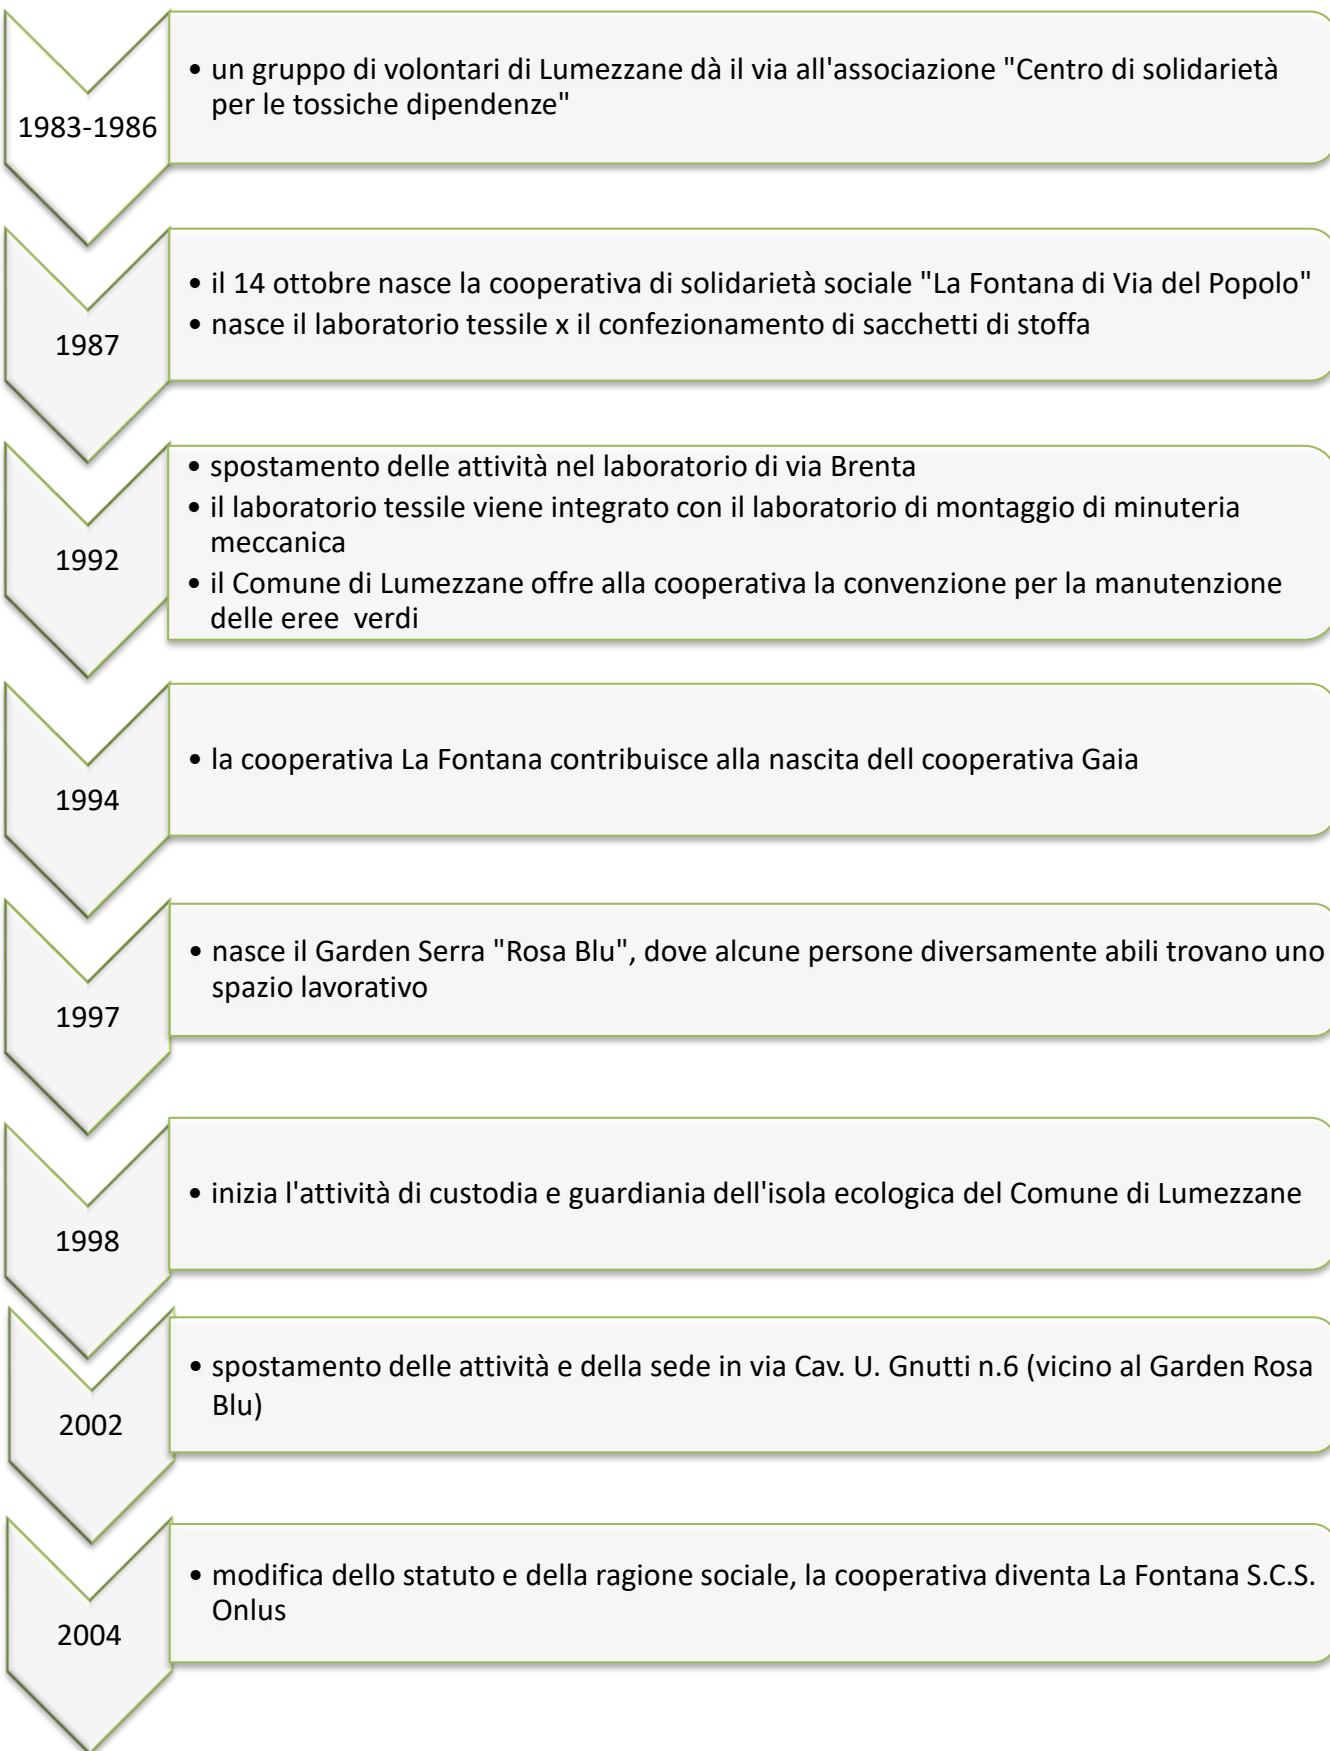 1983-1986
• un gruppo di volontari di Lumezzane dà il via all'associazione "Centro di solidarietà
per le tossiche dipendenze"
1987
• il 14 ottobre nasce la cooperativa di solidarietà sociale "La Fontana di Via del Popolo"
• nasce il laboratorio tessile x il confezionamento di sacchetti di stoffa
1992
• spostamento delle attività nel laboratorio di via Brenta
• il laboratorio tessile viene integrato con il laboratorio di montaggio di minuteria
meccanica
• il Comune di Lumezzane offre alla cooperativa la convenzione per la manutenzione
delle eree  verdi
1994
• la cooperativa La Fontana contribuisce alla nascita dell cooperativa Gaia
1997
• nasce il Garden Serra "Rosa Blu", dove alcune persone diversamente abili trovano uno
spazio lavorativo
1998
• inizia l'attività di custodia e guardiania dell'isola ecologica del Comune di Lumezzane
2002
• spostamento delle attività e della sede in via Cav. U. Gnutti n.6 (vicino al Garden Rosa
Blu)
2004
• modifica dello statuto e della ragione sociale, la cooperativa diventa La Fontana S.C.S.
Onlus